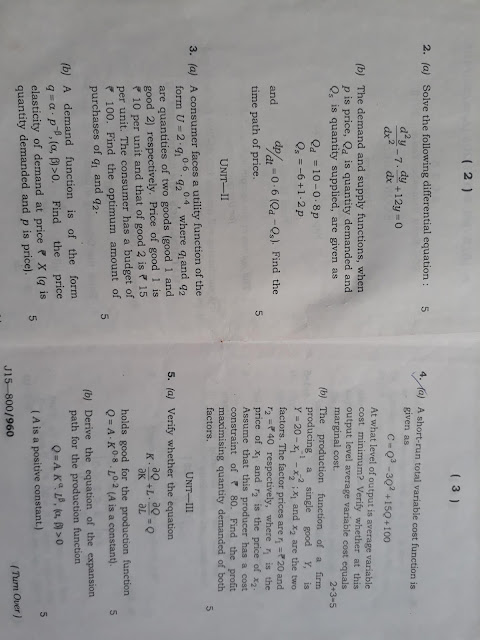 ( 2 )
2. (a) Solve the following differential equation : 5
d²y/dx² − 7·dy/dx + 12y = 0
(b) The demand and supply functions, when
p is price, Q_d is quantity demanded and
Q_s is quantity supplied, are given as
Q_d = 10 − 0·8p
Q_s = −6 + 1·2p
and dp/dt = 0·6 (Q_d − Q_s). Find the
time path of price. 5
UNIT—II
3. (a) A consumer faces a utility function of the
form U = 2·q₁^0·6·q₂^0·4, where q₁ and q₂
are quantities of two goods (good 1 and
good 2) respectively. Price of good 1 is
₹ 10 per unit and that of good 2 is ₹ 15
per unit. The consumer has a budget of
₹ 100. Find the optimum amount of
purchases of q₁ and q₂. 5
(b) A demand function is of the form
q = α·p^−β, (α, β) > 0. Find the price
elasticity of demand at price ₹ X (q is
quantity demanded and p is price). 5
( 3 )
4. (a) A short-run total variable cost function is
given as
C = Q³ − 2Q² + 15Q + 100
At what level of output is average variable
cost minimum? Verify whether at this
output level average variable cost equals
marginal cost. 2+3=5
(b) The production function of a firm
producing a single good Y, is
Y = 20 − x₁² − x₂²; x₁ and x₂ are the two
factors. The factor prices are r₁ = ₹ 20 and
r₂ = ₹ 40 respectively, where r₁ is the
price of x₁ and r₂ is the price of x₂.
Assume that this producer has a cost
constraint of ₹ 80. Find the profit
maximising quantity demanded of both
factors. 5
UNIT—III
5. (a) Verify whether the equation
K·∂Q/∂K + L·∂Q/∂L = Q
holds good for the production function
Q = A·K^0·8·L^0·2 (A is a constant). 5
(b) Derive the equation of the expansion
path for the production function
Q = A·K^α·L^β, (α, β) > 0
(A is a positive constant.) 5
J15—800/960
( Turn Over )